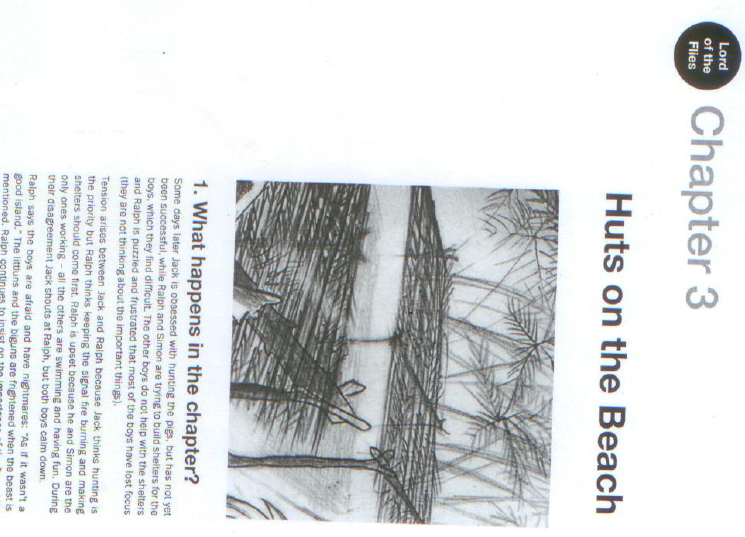 Lord
of the
Flies
Chapter 3
Huts on the Beach
1. What happens in the chapter?
Some days later Jack is obsessed with hunting the pigs, but has not yet
been successful, while Ralph and Simon are trying to build shelters for the
boys, which they find difficult. The other boys do not help with the shelters
and Ralph is puzzled and frustrated that most of the boys have lost focus
(they are not thinking about the important things).
Tension arises between Jack and Ralph because Jack thinks hunting is
the priority but Ralph thinks keeping the signal fire burning and making
shelters should come first. Ralph is upset because he and Simon are the
only ones working – all the others are swimming and having fun. During
their disagreement Jack shouts at Ralph, but both boys calm down.
Ralph says the boys are afraid and have nightmares: "As if it wasn't a
good island." The littluns and the biguns are frightened when the beast is
mentioned. Ralph continues to insist on the